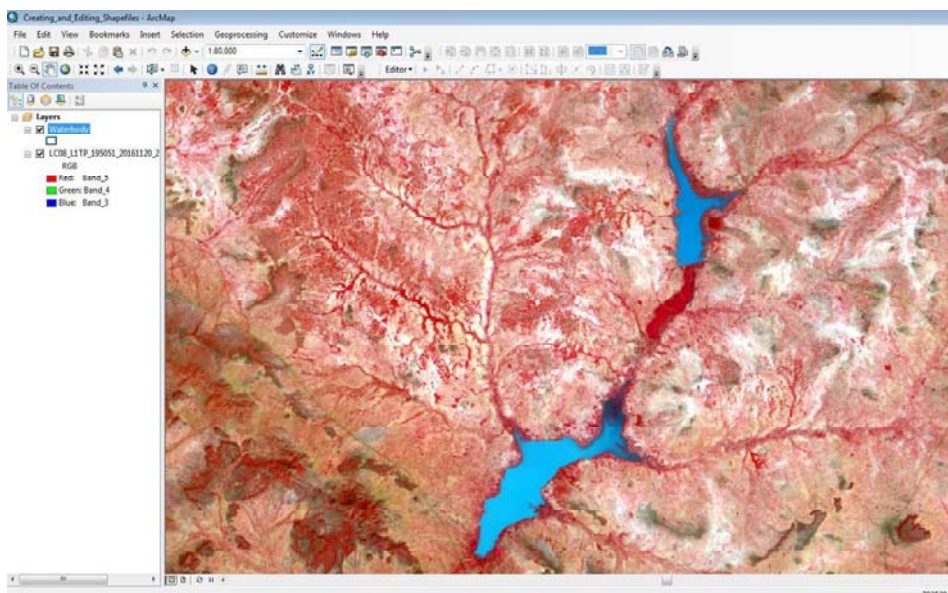 Creating_and_Editing_Shapefiles - ArcMap
File Edit View Bookmarks Insert Selection Geoprocessing Customize Windows Help
1:80,000
Editor
Table Of Contents
Layers
Waterbody
LC08_L1TP_195051_20161120_2
RGB
Red: Band_5
Green: Band_4
Blue: Band_3